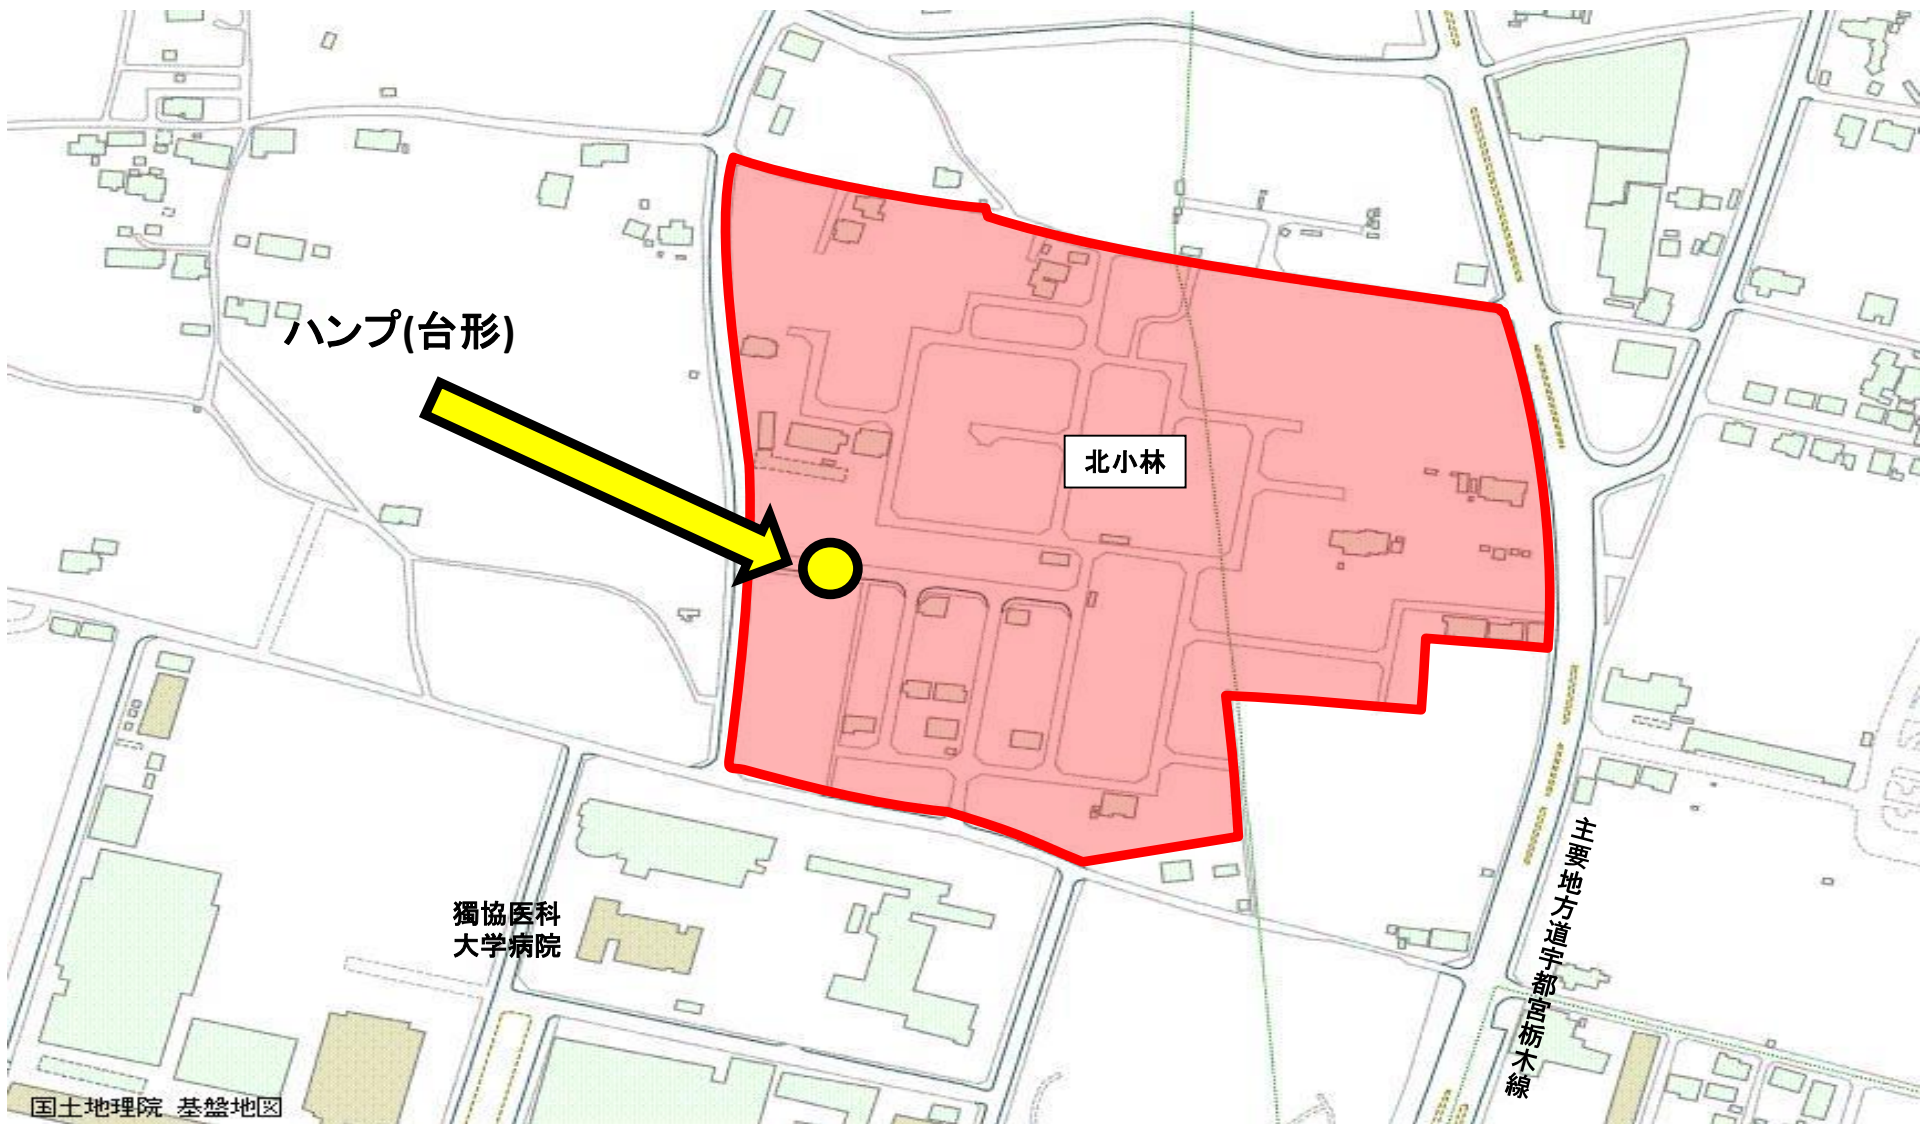 ハンプ(台形)
北小林
獨協医科
大学病院
主要地方道宇都宮栃木線
国土地理院 基盤地図